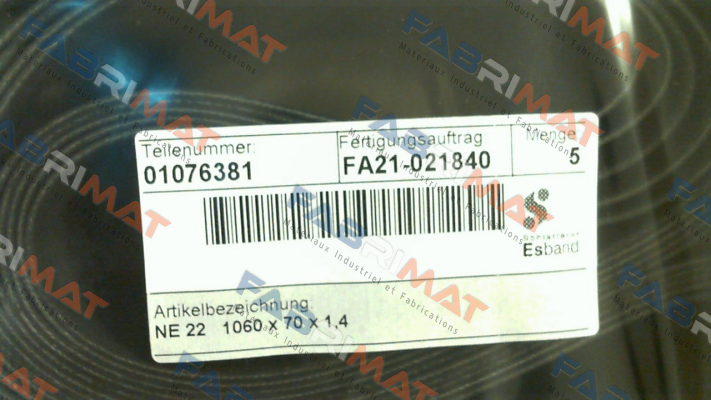 Teilenummer:
01076381
Fertigungsauftrag
FA21-021840
Menge
5
Esband
Artikelbezeichnung:
NE 22 1060 x 70 x 1,4
FABRIMAT
Materiaux Industriel et Fabrications